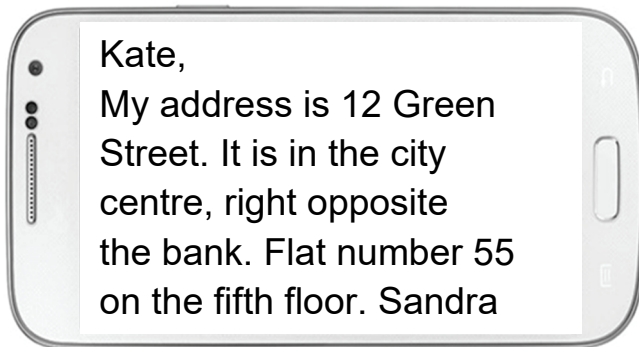 Kate,
My address is 12 Green
Street. It is in the city
centre, right opposite
the bank. Flat number 55
on the fifth floor. Sandra